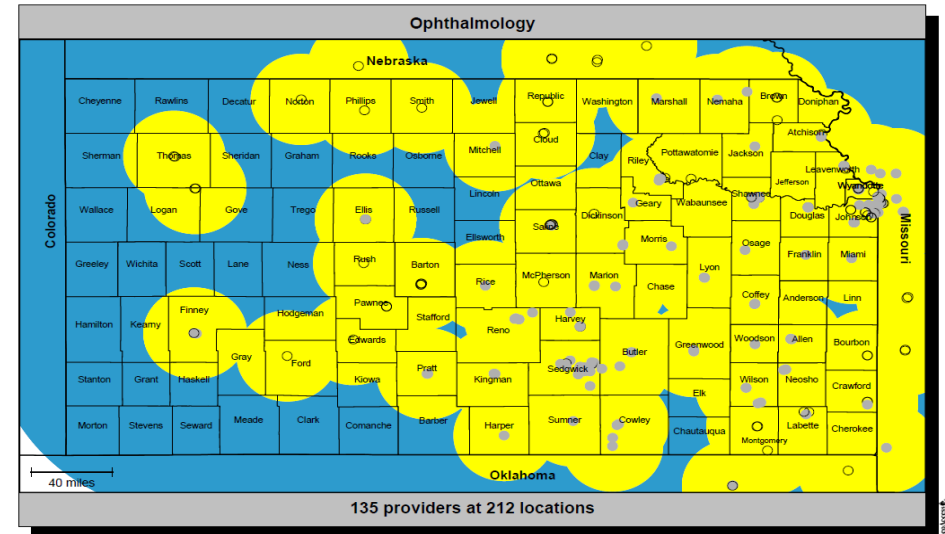 Ophthalmology
Nebraska
Cheyenne Rawlins Decatur Norton Phillips Smith Jewell Republic Washington Marshall Nemaha Brown Doniphan
Atchison
Sherman Thomas Sheridan Graham Rooks Osborne Mitchell Cloud Clay Riley Pottawatomie Jackson
Leavenworth
Jefferson
Wyandotte
Ottawa
Wallace Logan Gove Trego Ellis Russell Lincoln Saline Dickinson Geary Wabaunsee Shawnee Douglas Johnson
Colorado
Missouri
Ellsworth Morris Osage
Greeley Wichita Scott Lane Ness Rush Barton Rice McPherson Marion Lyon Franklin Miami
Chase
Hamilton Kearny Finney Hodgeman Pawnee Stafford Reno Harvey Coffey Anderson Linn
Gray Ford Edwards Sedgwick Butler Greenwood Woodson Allen Bourbon
Stanton Grant Haskell Kiowa Pratt Kingman Elk Wilson Neosho Crawford
Morton Stevens Seward Meade Clark Comanche Barber Harper Sumner Cowley Chautauqua Montgomery Labette Cherokee
40 miles
Oklahoma
135 providers at 212 locations